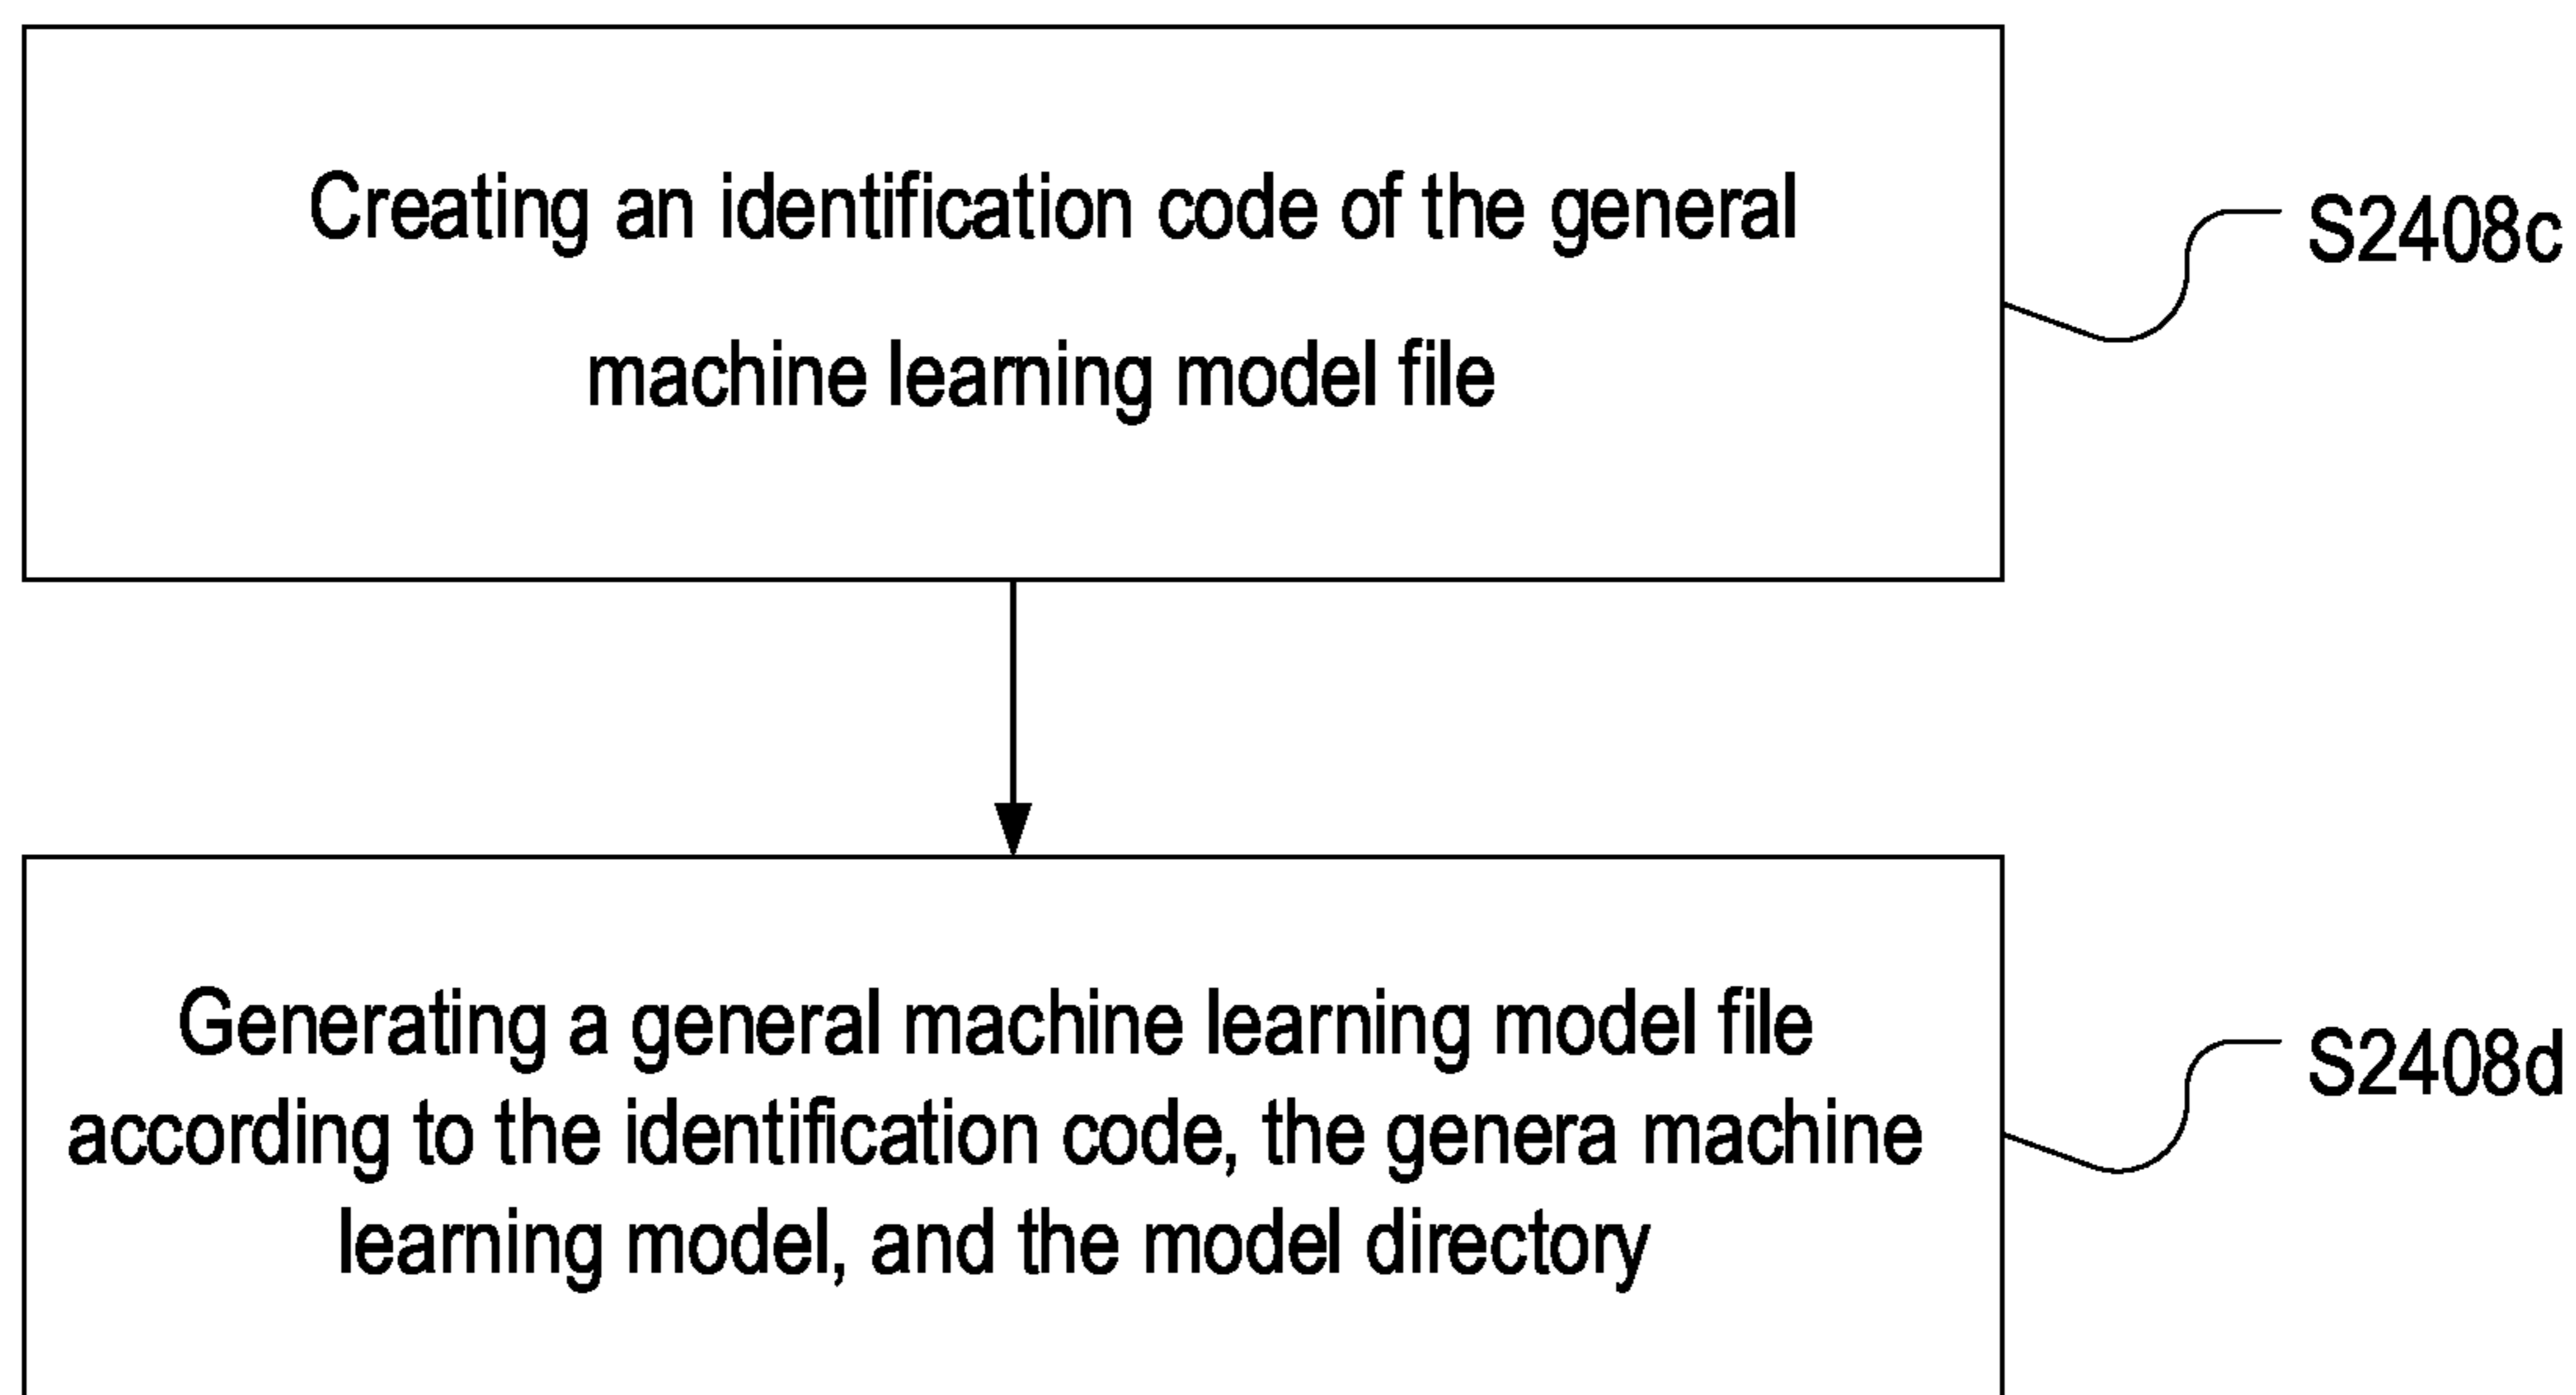 Creating an identification code of the general
machine learning model file
S2408c
Generating a general machine learning model file
according to the identification code, the genera machine
learning model, and the model directory
S2408d